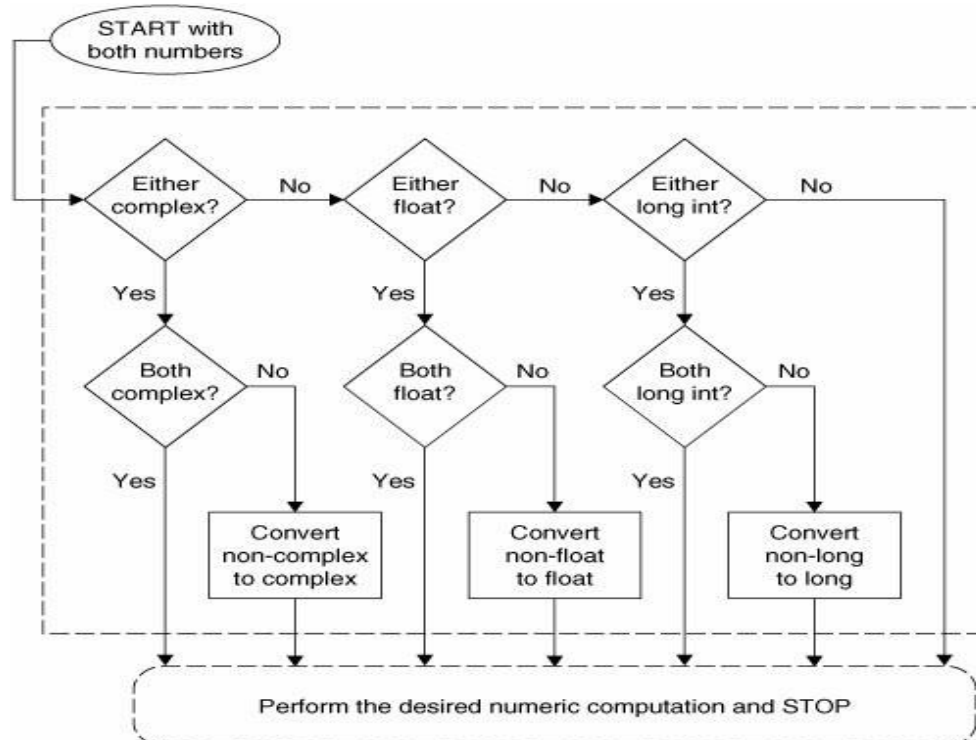 START with
both numbers
Either
complex?
No
Either
float?
No
Either
long int?
No
Yes
Yes
Yes
Both
complex?
No
Both
float?
No
Both
long int?
No
Yes
Yes
Yes
Convert
non-complex
to complex
Convert
non-float
to float
Convert
non-long
to long
Perform the desired numeric computation and STOP